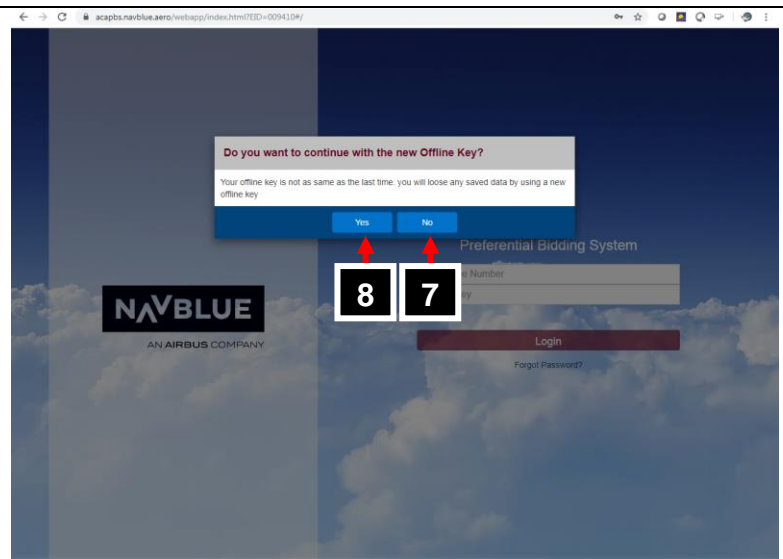 acapbs.navblue.aero/webapp/index.html?EID=009410#/
Do you want to continue with the new Offline Key?
Your offline key is not as same as the last time. you will loose any saved data by using a new
offline key
Yes No
Preferential Bidding System
e Number
ey
8 7
NAVBLUE
AN AIRBUS COMPANY
Login
Forgot Password?